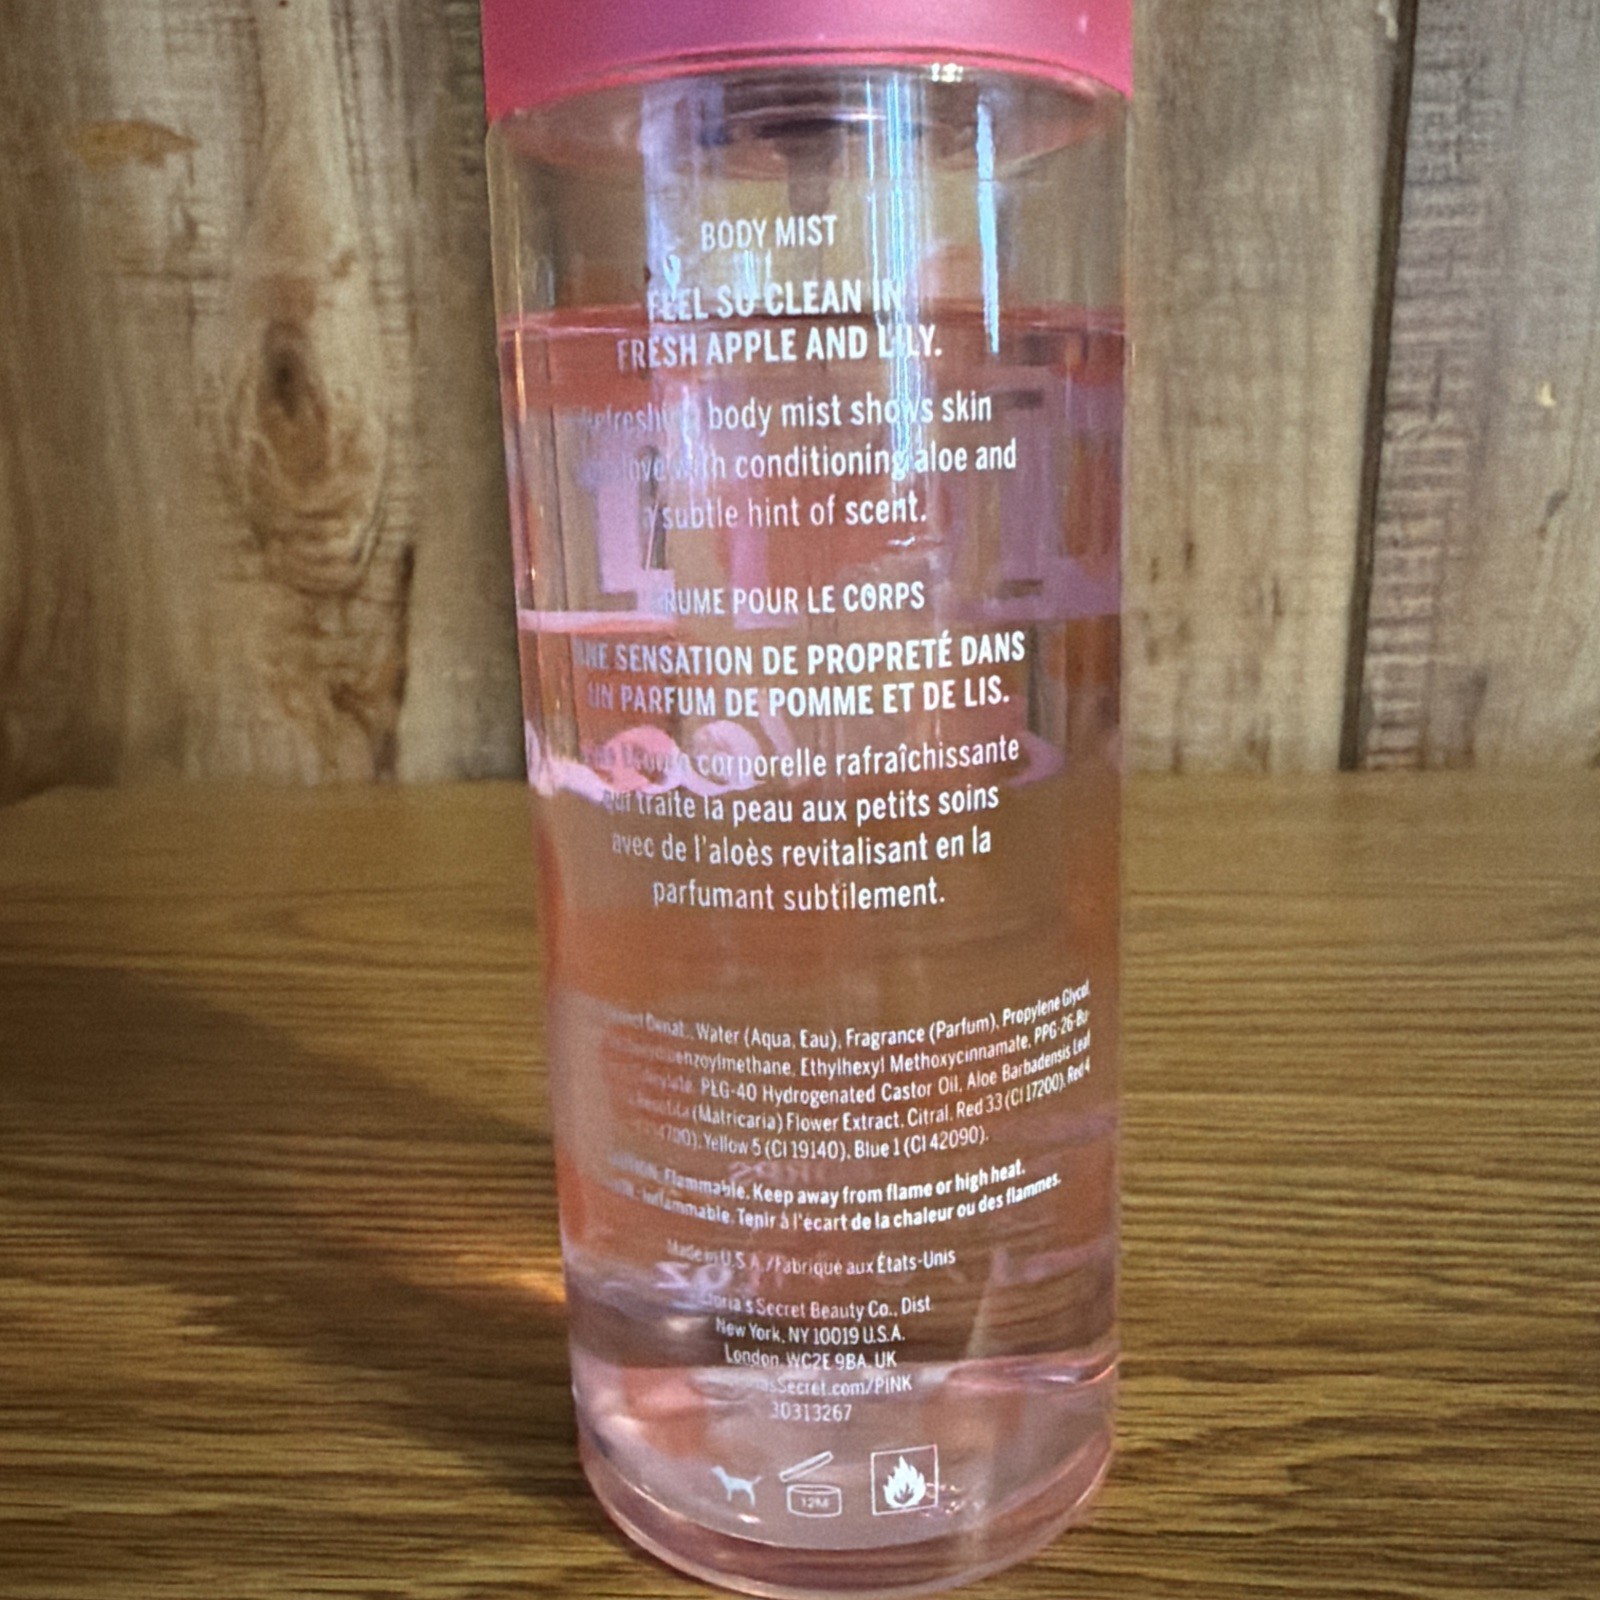 BODY MIST
FEEL SO CLEAN IN
FRESH APPLE AND LILY.
body mist shows skin
conditioning aloe and
subtle hint of scent.
POUR LE CORPS
SENSATION DE PROPRETÉ DANS
UN PARFUM DE POMME ET DE LIS.
corporelle rafraîchissante
qui traite la peau aux petits soins
avec de l'aloès revitalisant en la
parfumant subtilement.
Water (Aqua, Eau), Fragrance (Parfum), Propylene Glycol,
Ethylhexyl Methoxycinnamate, PPG-26-Bu-
PEG-40 Hydrogenated Castor Oil, Aloe Barbadensis Leaf
(Matricaria) Flower Extract, Citral, Red 33 (CI 17200), Red 4
Yellow 5 (CI 19140), Blue 1 (CI 42090).
Flammable. Keep away from flame or high heat.
Tenir à l'écart de la chaleur ou des flammes.
Made in U.S.A./Fabriqué aux États-Unis
Secret Beauty Co., Dist
New York, NY 10019 U.S.A.
London WC2E 9BA, UK
30313267
12M